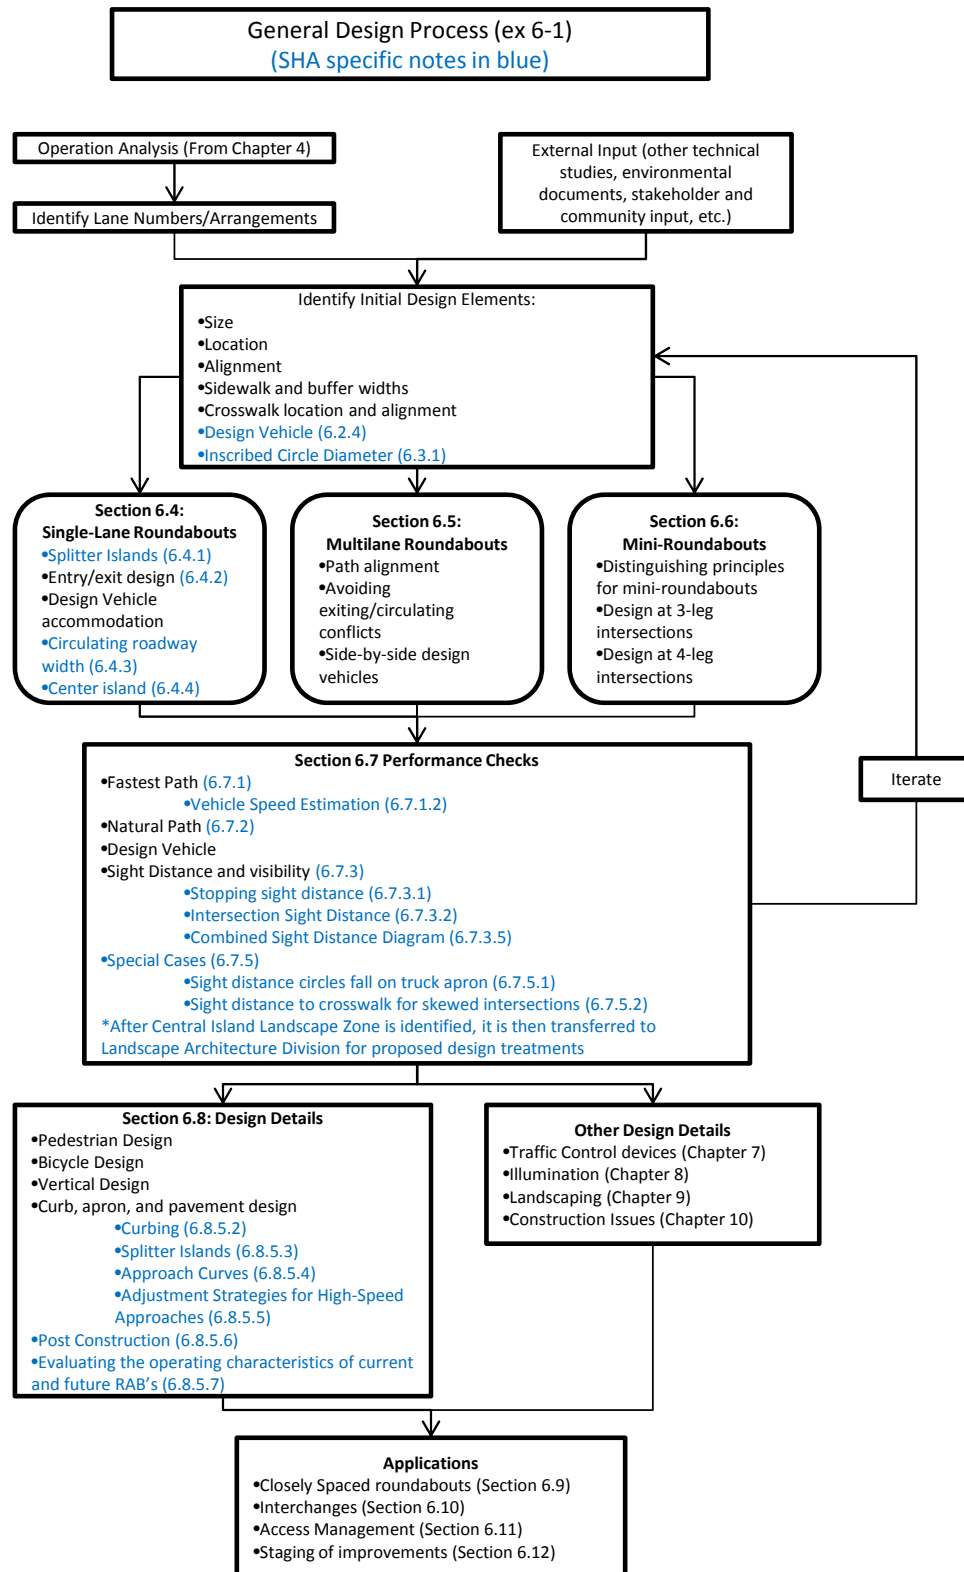 General Design Process (ex 6-1)
(SHA specific notes in blue)
Operation Analysis (From Chapter 4)
External Input (other technical
studies, environmental
documents, stakeholder and
community input, etc.)
Identify Lane Numbers/Arrangements
Identify Initial Design Elements:
•Size
•Location
•Alignment
•Sidewalk and buffer widths
•Crosswalk location and alignment
•Design Vehicle (6.2.4)
•Inscribed Circle Diameter (6.3.1)
Section 6.4:
Single-Lane Roundabouts
•Splitter Islands (6.4.1)
•Entry/exit design (6.4.2)
•Design Vehicle
accommodation
•Circulating roadway
width (6.4.3)
•Center island (6.4.4)
Section 6.5:
Multilane Roundabouts
•Path alignment
•Avoiding
exiting/circulating
conflicts
•Side-by-side design
vehicles
Section 6.6:
Mini-Roundabouts
•Distinguishing principles
for mini-roundabouts
•Design at 3-leg
intersections
•Design at 4-leg
intersections
Section 6.7 Performance Checks
•Fastest Path (6.7.1)
•Vehicle Speed Estimation (6.7.1.2)
•Natural Path (6.7.2)
•Design Vehicle
•Sight Distance and visibility (6.7.3)
•Stopping sight distance (6.7.3.1)
•Intersection Sight Distance (6.7.3.2)
•Combined Sight Distance Diagram (6.7.3.5)
•Special Cases (6.7.5)
•Sight distance circles fall on truck apron (6.7.5.1)
•Sight distance to crosswalk for skewed intersections (6.7.5.2)
*After Central Island Landscape Zone is identified, it is then transferred to
Landscape Architecture Division for proposed design treatments
Iterate
Section 6.8: Design Details
•Pedestrian Design
•Bicycle Design
•Vertical Design
•Curb, apron, and pavement design
•Curbing (6.8.5.2)
•Splitter Islands (6.8.5.3)
•Approach Curves (6.8.5.4)
•Adjustment Strategies for High-Speed
Approaches (6.8.5.5)
•Post Construction (6.8.5.6)
•Evaluating the operating characteristics of current
and future RAB's (6.8.5.7)
Other Design Details
•Traffic Control devices (Chapter 7)
•Illumination (Chapter 8)
•Landscaping (Chapter 9)
•Construction Issues (Chapter 10)
Applications
•Closely Spaced roundabouts (Section 6.9)
•Interchanges (Section 6.10)
•Access Management (Section 6.11)
•Staging of improvements (Section 6.12)